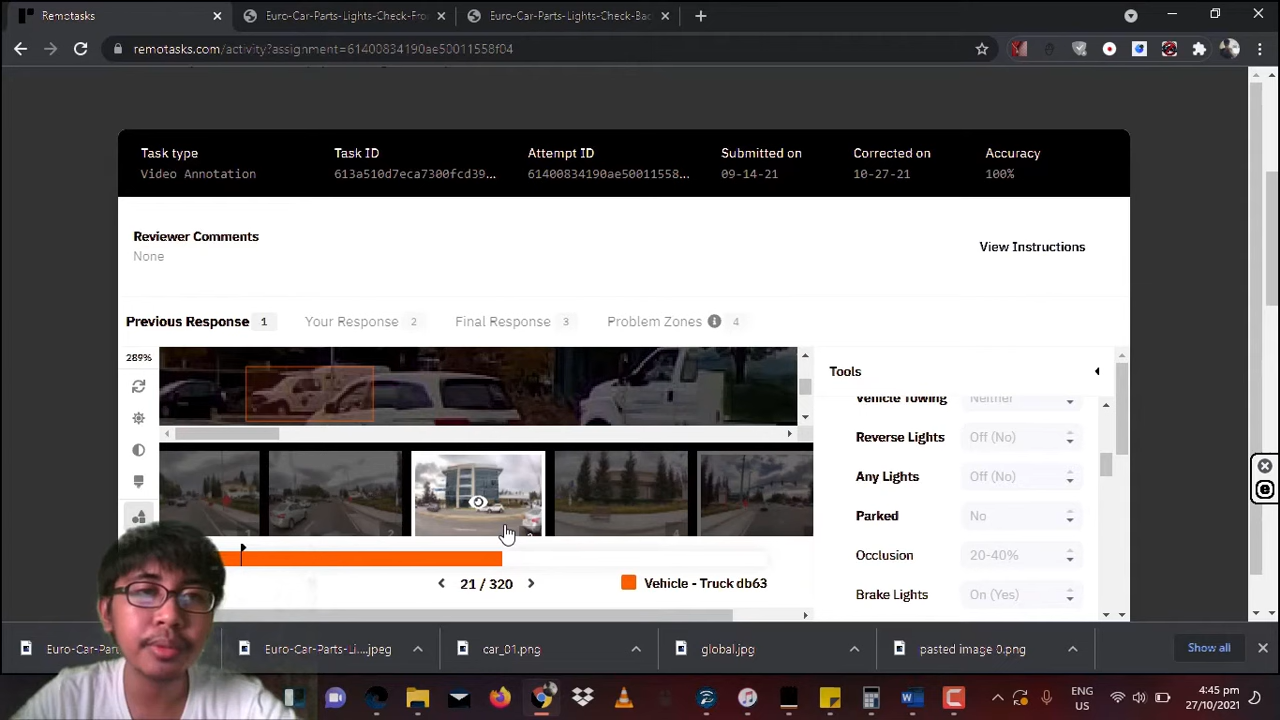 Remotasks
Euro-Car-Parts-Lights-Check-Fro
Euro-Car-Parts-Lights-Check-Bac
remotasks.com/activity?assignment=61400834190ae50011558f04
Task type
Task ID
Attempt ID
Submitted on
Corrected on
Accuracy
Video Annotation
613a510d7eca7300fcd39...
61400834190ae50011558...
09-14-21
10-27-21
100%
Reviewer Comments
None
View Instructions
Previous Response 1
Your Response 2
Final Response 3
Problem Zones 4
289%
Tools
Vehicle Towing Neither
Reverse Lights Off (No)
Any Lights Off (No)
Parked No
Occlusion 20-40%
Brake Lights On (Yes)
21 / 320
Vehicle - Truck db63
Euro-Car-Part
Euro-Car-Parts-Li....jpeg
car_01.png
global.jpg
pasted image 0.png
Show all
ENG
US
4:45 pm
27/10/2021